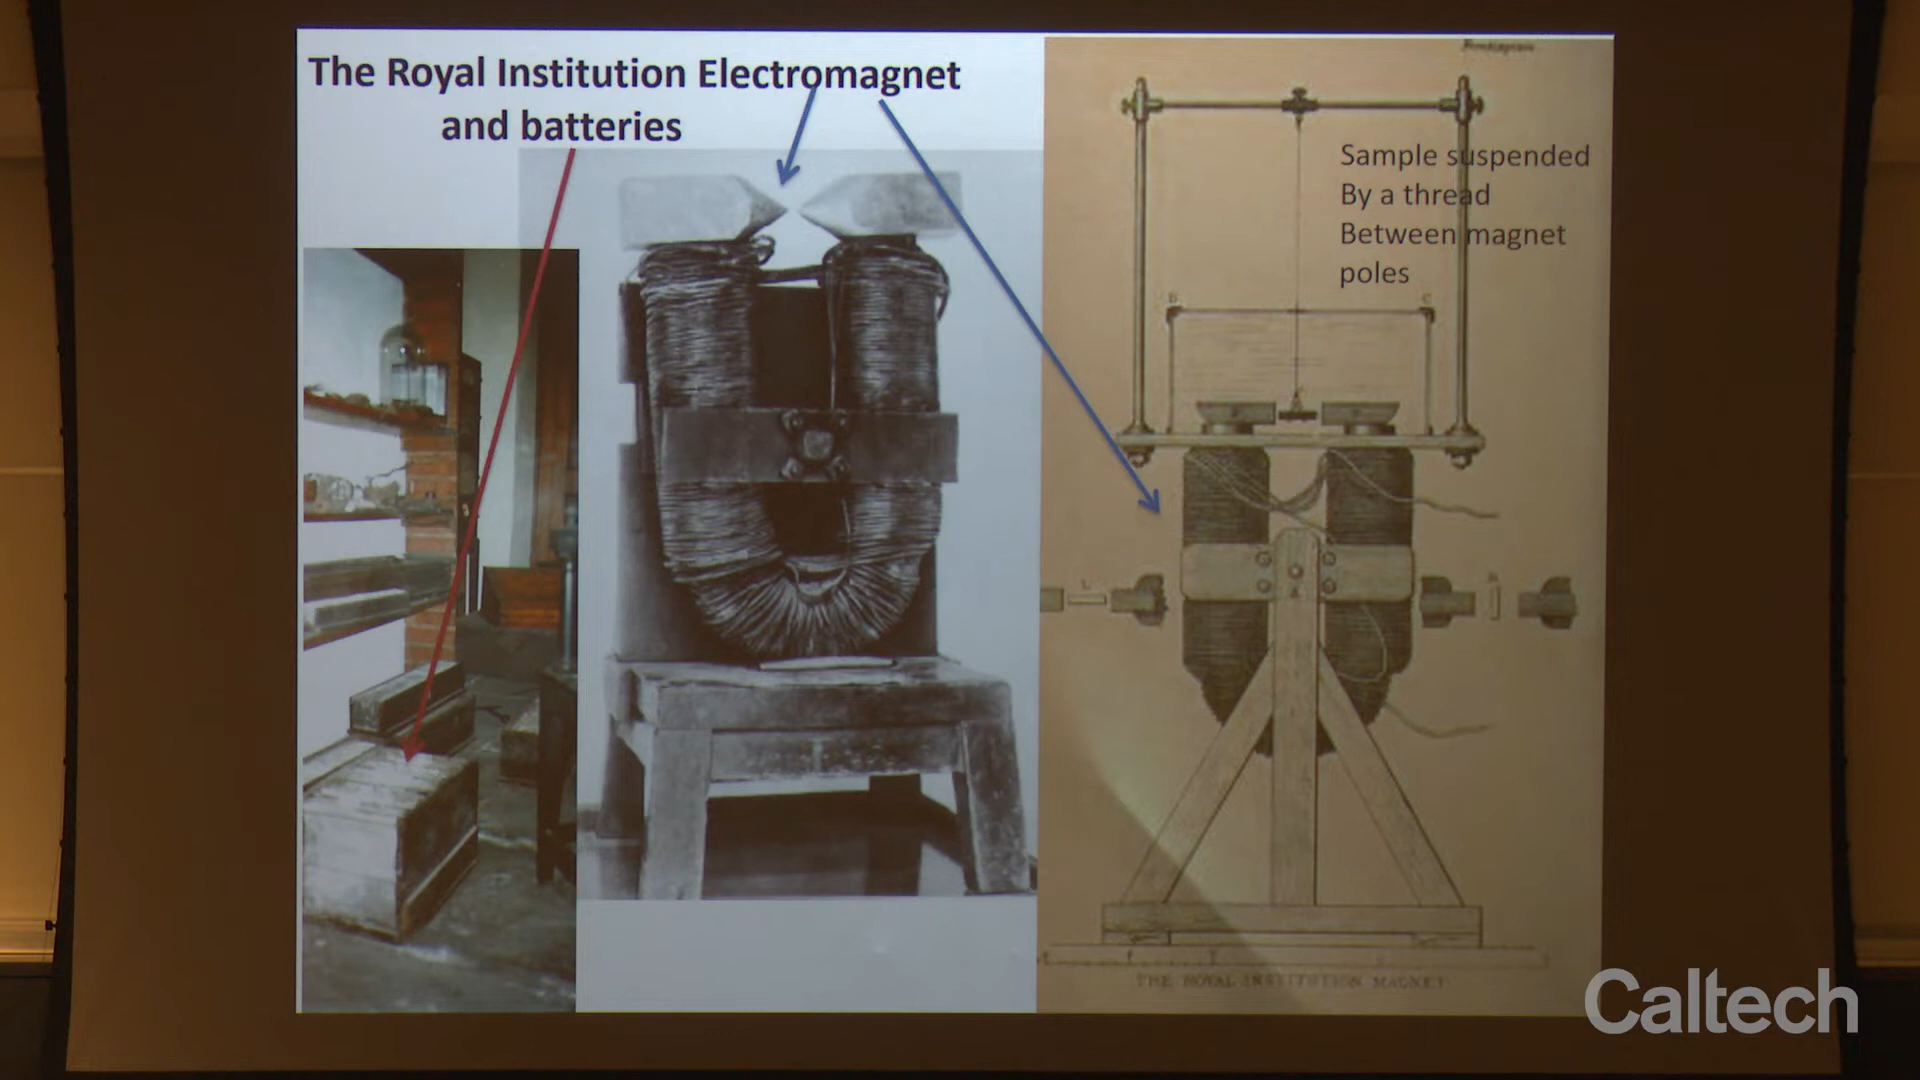 The Royal Institution Electromagnet
and batteries
Sample suspended
By a thread
Between magnet
poles
B
C
THE ROYAL INSTITUTION MAGNET
Caltech